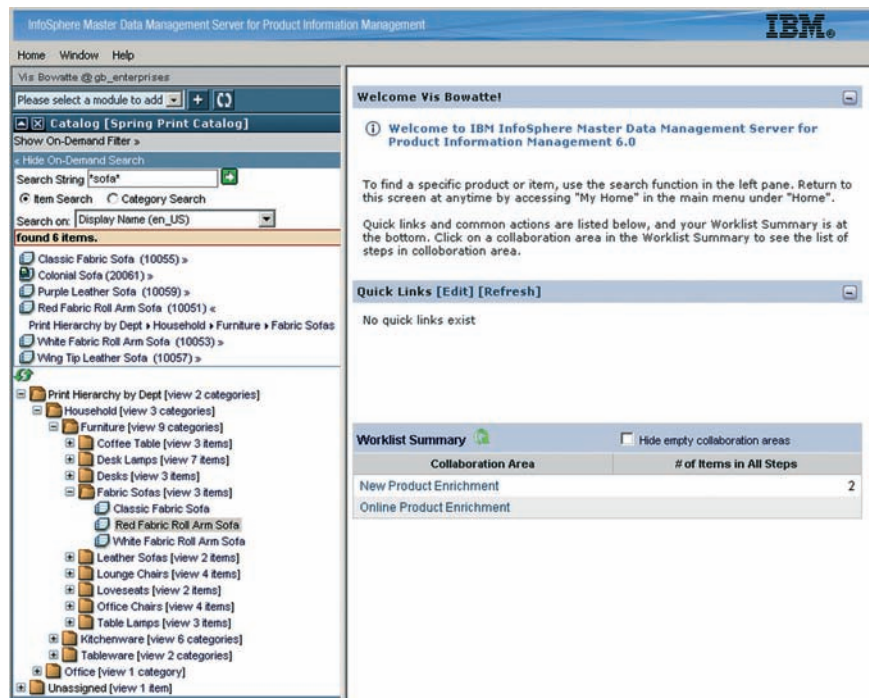 InfoSphere Master Data Management Server for Product Information Management
IBM®
Home Window Help
Vis Bowatte @ gb_enterprises
Please select a module to add
Catalog [Spring Print Catalog]
Show On-Demand Filter »
« Hide On-Demand Search
Search String *sofa*
Item Search Category Search
Search on: Display Name (en_US)
found 6 items.
Classic Fabric Sofa (10055) »
Colonial Sofa (20061) »
Purple Leather Sofa (10059) »
Red Fabric Roll Arm Sofa (10051) «
Print Hierarchy by Dept › Household › Furniture › Fabric Sofas
White Fabric Roll Arm Sofa (10053) »
Wing Tip Leather Sofa (10057) »
Print Hierarchy by Dept [view 2 categories]
Household [view 3 categories]
Furniture [view 9 categories]
Coffee Table [view 3 items]
Desk Lamps [view 7 items]
Desks [view 3 items]
Fabric Sofas [view 3 items]
Classic Fabric Sofa
Red Fabric Roll Arm Sofa
White Fabric Roll Arm Sofa
Leather Sofas [view 2 items]
Lounge Chairs [view 4 items]
Loveseats [view 2 items]
Office Chairs [view 4 items]
Table Lamps [view 3 items]
Kitchenware [view 6 categories]
Tableware [view 2 categories]
Office [view 1 category]
Unassigned [view 1 item]
Welcome Vis Bowatte!
Welcome to IBM InfoSphere Master Data Management Server for
Product Information Management 6.0
To find a specific product or item, use the search function in the left pane. Return to
this screen at anytime by accessing "My Home" in the main menu under "Home".
Quick links and common actions are listed below, and your Worklist Summary is at
the bottom. Click on a collaboration area in the Worklist Summary to see the list of
steps in colloboration area.
Quick Links [Edit] [Refresh]
No quick links exist
Worklist Summary Hide empty collaboration areas
Collaboration Area # of Items in All Steps
New Product Enrichment 2
Online Product Enrichment